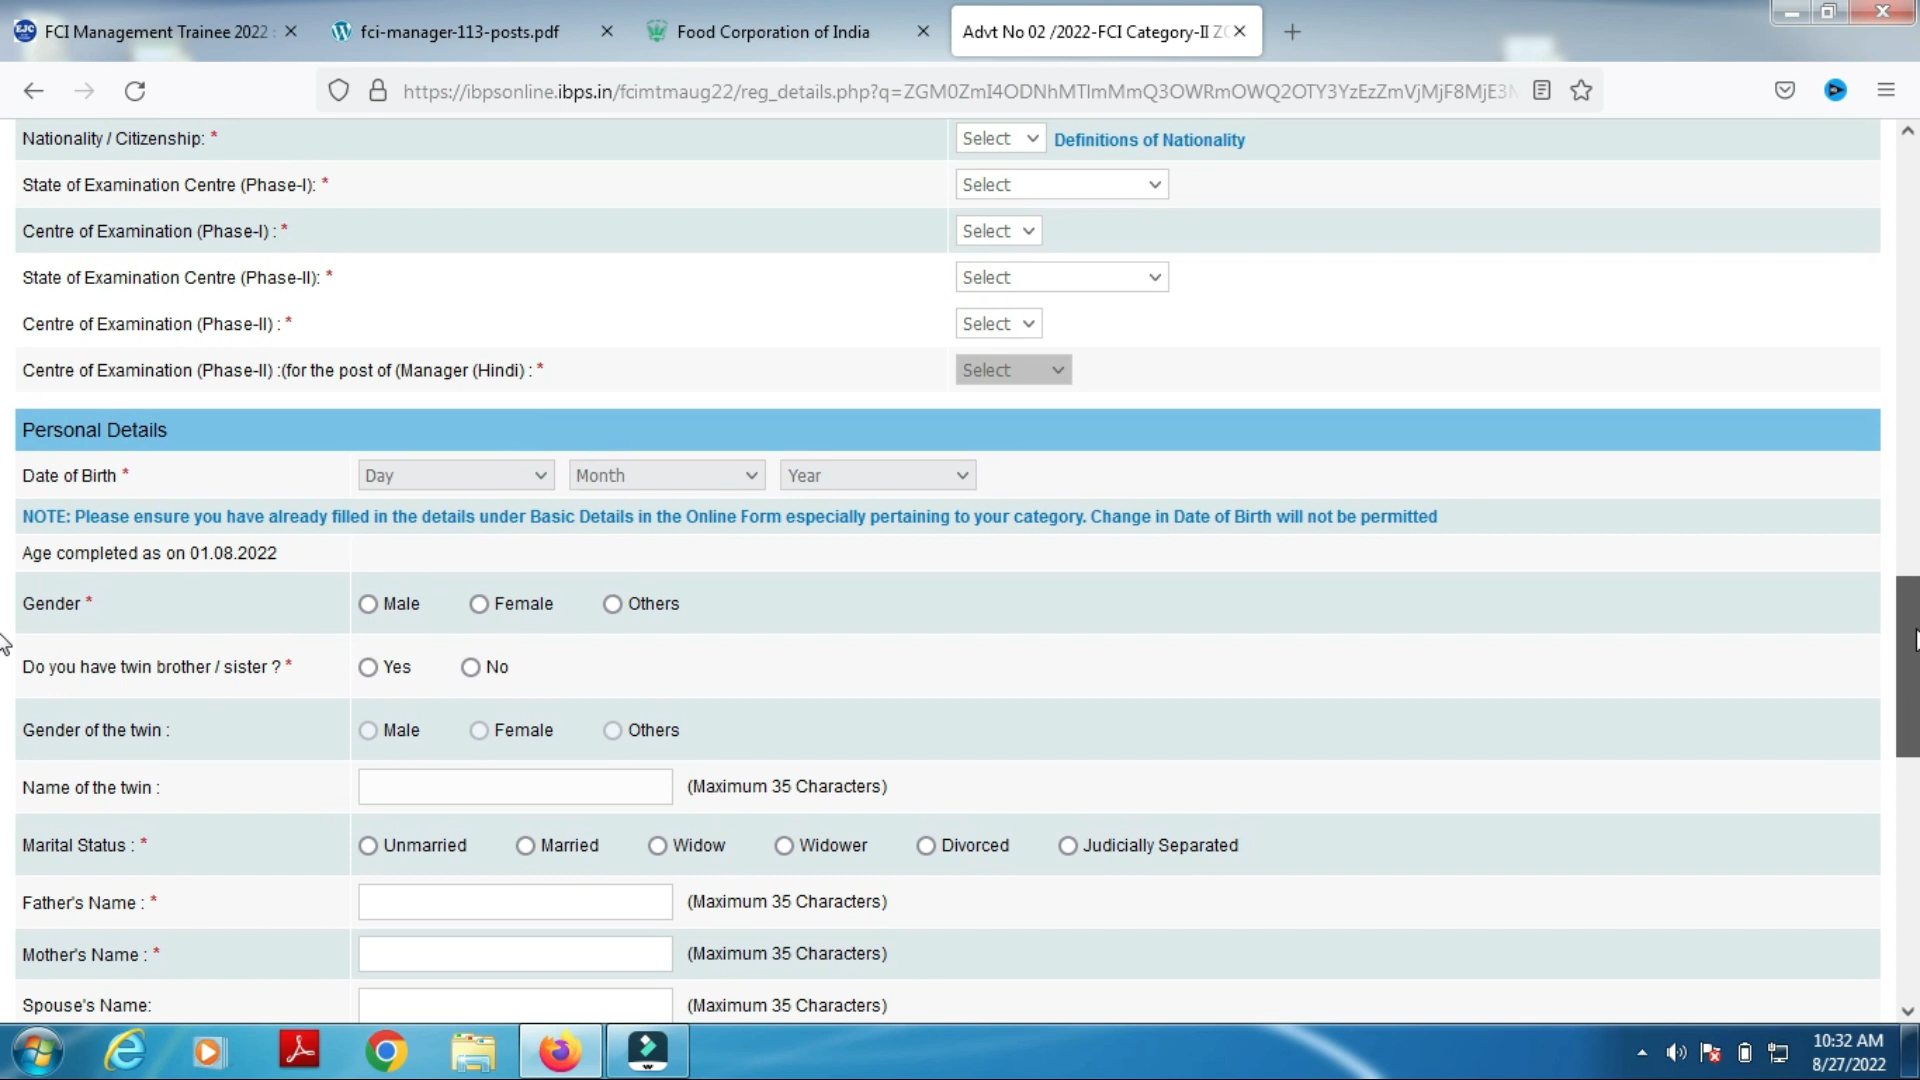 FCI Management Trainee 2022 :
fci-manager-113-posts.pdf
Food Corporation of India
Advt No 02 /2022-FCI Category-II ZO
https://ibpsonline.ibps.in/fcimtmaug22/reg_details.php?q=
Nationality / Citizenship: * Select Definitions of Nationality
State of Examination Centre (Phase-I): * Select
Centre of Examination (Phase-I) : * Select
State of Examination Centre (Phase-II): * Select
Centre of Examination (Phase-II) : * Select
Centre of Examination (Phase-II) :(for the post of (Manager (Hindi) : * Select
Personal Details
Date of Birth * Day Month Year
NOTE: Please ensure you have already filled in the details under Basic Details in the Online Form especially pertaining to your category. Change in Date of Birth will not be permitted
Age completed as on 01.08.2022
Gender * Male Female Others
Do you have twin brother / sister ? * Yes No
Gender of the twin : Male Female Others
Name of the twin : (Maximum 35 Characters)
Marital Status : * Unmarried Married Widow Widower Divorced Judicially Separated
Father's Name : * (Maximum 35 Characters)
Mother's Name : * (Maximum 35 Characters)
Spouse's Name: (Maximum 35 Characters)
10:32 AM
8/27/2022